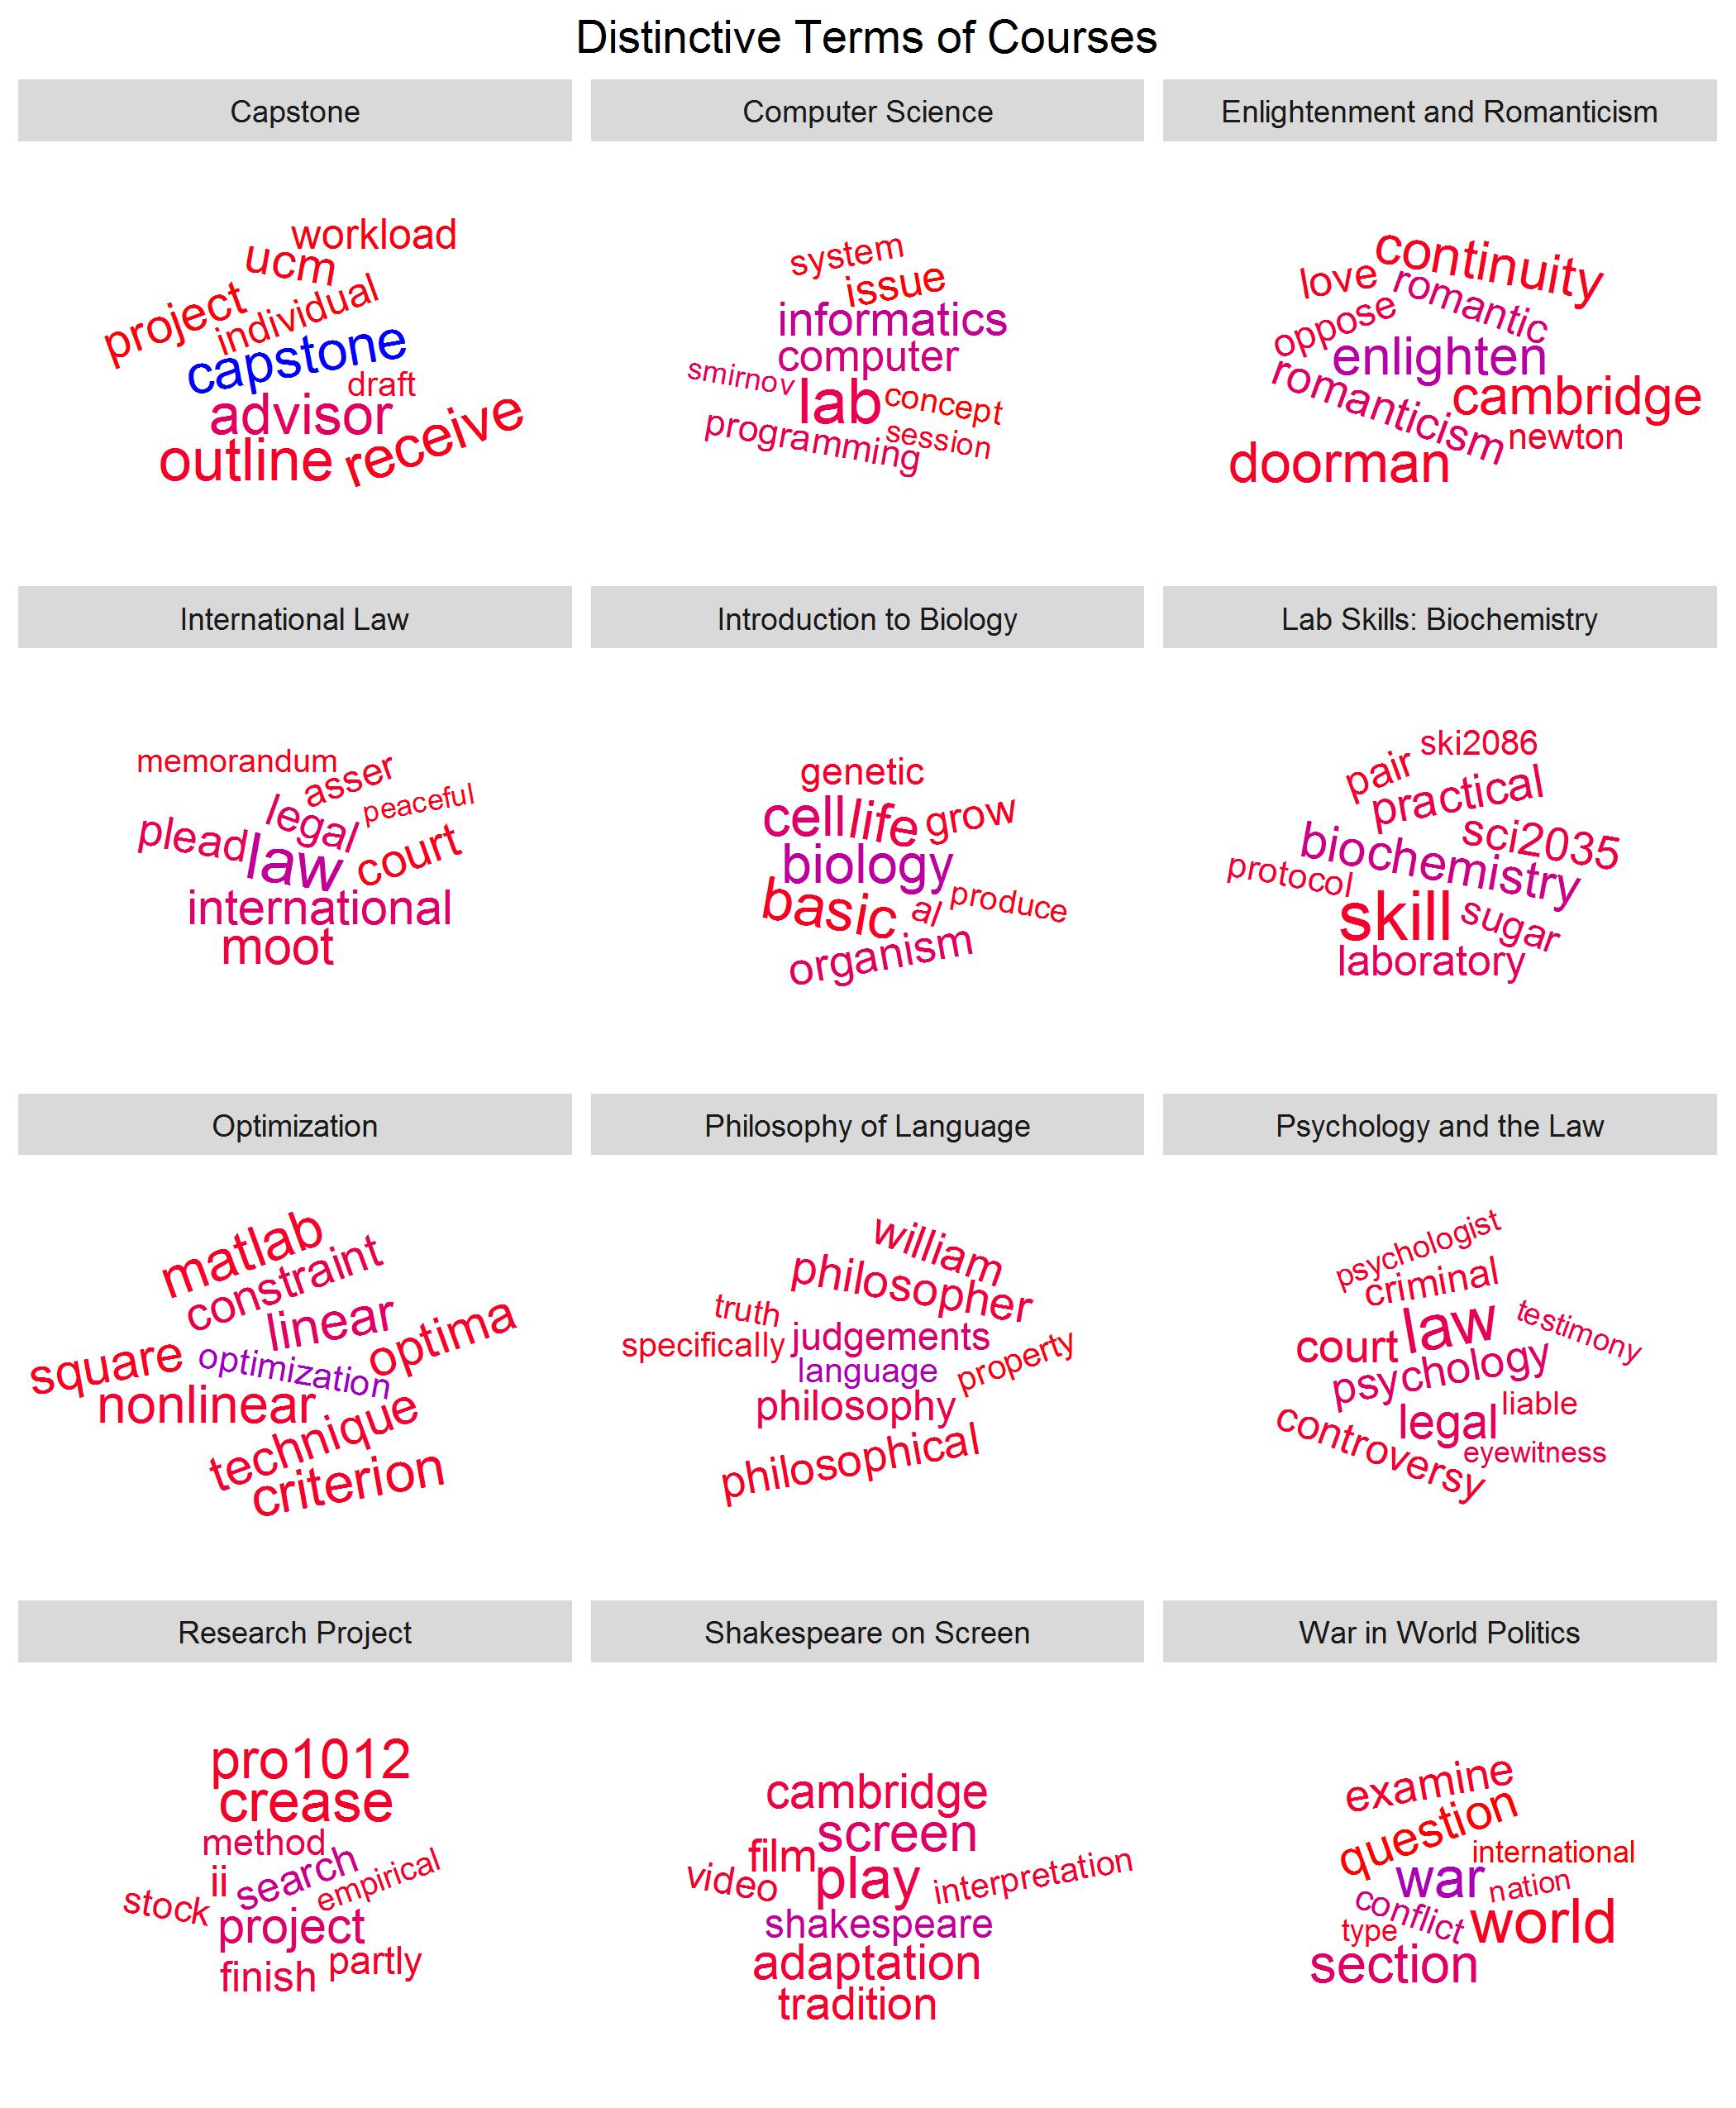 Distinctive Terms of Courses
Capstone
workload
ucm
project
individual
capstone
draft
advisor
outline
receive
Computer Science
system
issue
informatics
computer
smirnov
lab
concept
programming
session
Enlightenment and Romanticism
continuity
love
romantic
oppose
enlighten
romanticism
cambridge
newton
doorman
International Law
memorandum
asser
peaceful
legal
plead
law
court
international
moot
Introduction to Biology
genetic
cell
life
grow
biology
basic
al
produce
organism
Lab Skills: Biochemistry
ski2086
pair
practical
sci2035
biochemistry
protocol
skill
sugar
laboratory
Optimization
matlab
constraint
linear
optima
square
optimization
nonlinear
technique
criterion
Philosophy of Language
william
philosopher
truth
specifically
judgements
language
property
philosophy
philosophical
Psychology and the Law
psychologist
criminal
law
testimony
court
psychology
liable
legal
controversy
eyewitness
Research Project
pro1012
crease
method
ii
search
empirical
stock
project
partly
finish
Shakespeare on Screen
cambridge
screen
film
video
play
interpretation
shakespeare
adaptation
tradition
War in World Politics
examine
question
international
war
nation
conflict
type
world
section